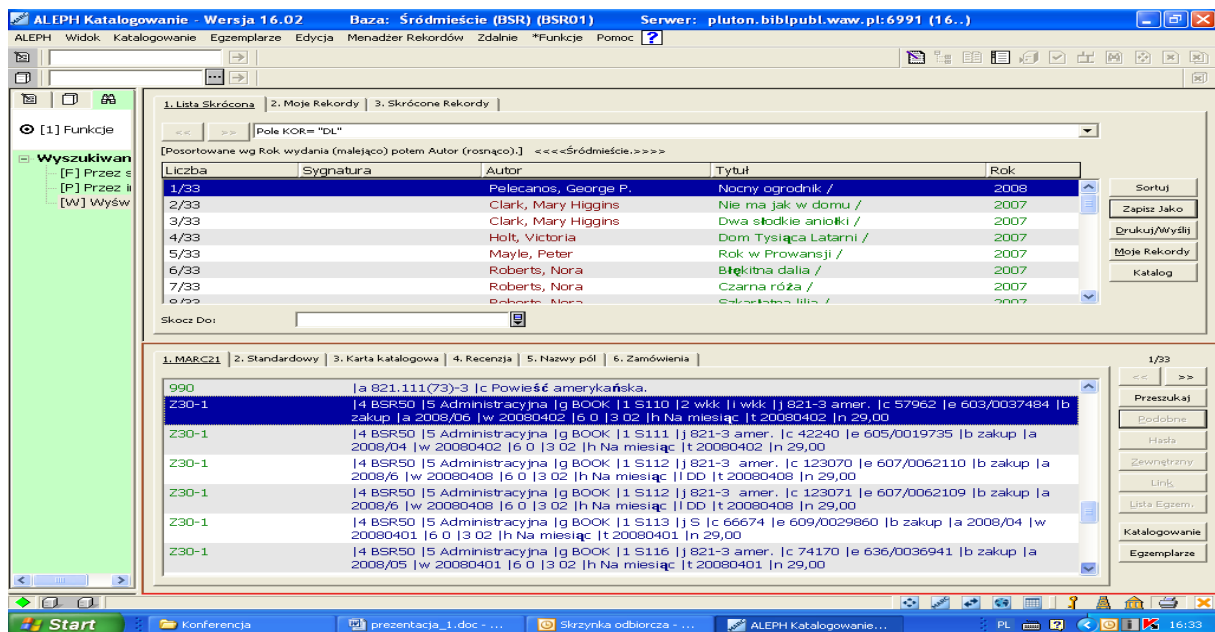 ALEPH Katalogowanie - Wersja 16.02 Baza: Śródmieście (BSR) (BSR01) Serwer: pluton.biblpubl.waw.pl:6991 (16..)
ALEPH Widok Katalogowanie Egzemplarze Edycja Menadżer Rekordów Zdalnie *Funkcje Pomoc ?
[1] Funkcje
Wyszukiwan
[F] Przez s
[P] Przez i
[W] Wyśw
1. Lista Skrócona 2. Moje Rekordy 3. Skrócone Rekordy
<< >> Pole KOR= "DL"
[Posortowane wg Rok wydania (malejąco) potem Autor (rosnąco).] <<<<Śródmieście.>>>>
Liczba Sygnatura Autor Tytuł Rok
1/33 Pelecanos, George P. Nocny ogrodnik / 2008
2/33 Clark, Mary Higgins Nie ma jak w domu / 2007
3/33 Clark, Mary Higgins Dwa słodkie aniołki / 2007
4/33 Holt, Victoria Dom Tysiąca Latarni / 2007
5/33 Mayle, Peter Rok w Prowansji / 2007
6/33 Roberts, Nora Błękitna dalia / 2007
7/33 Roberts, Nora Czarna róża / 2007
8/33 Roberts, Nora Szkarłatna lilia / 2007
Sortuj
Zapisz Jako
Drukuj/Wyślij
Moje Rekordy
Katalog
Skocz Do:
1. MARC21 2. Standardowy 3. Karta katalogowa 4. Recenzja 5. Nazwy pól 6. Zamówienia 1/33
990 |a 821.111(73)-3 |c Powieść amerykańska.
Z30-1 |4 BSR50 |5 Administracyjna |g BOOK |1 S110 |2 wkk |i wkk |j 821-3 amer. |c 57962 |e 603/0037484 |b
zakup |a 2008/06 |w 20080402 |6 0 |3 02 |h Na miesiąc |t 20080402 |n 29,00
Z30-1 |4 BSR50 |5 Administracyjna |g BOOK |1 S111 |j 821-3 amer. |c 42240 |e 605/0019735 |b zakup |a
2008/04 |w 20080402 |6 0 |3 02 |h Na miesiąc |t 20080402 |n 29,00
Z30-1 |4 BSR50 |5 Administracyjna |g BOOK |1 S112 |j 821-3 amer. |c 123070 |e 607/0062110 |b zakup |a
2008/6 |w 20080408 |6 0 |3 02 |h Na miesiąc |l DD |t 20080408 |n 29,00
Z30-1 |4 BSR50 |5 Administracyjna |g BOOK |1 S112 |j 821-3 amer. |c 123071 |e 607/0062109 |b zakup |a
2008/6 |w 20080408 |6 0 |3 02 |h Na miesiąc |l DD |t 20080408 |n 29,00
Z30-1 |4 BSR50 |5 Administracyjna |g BOOK |1 S113 |j S |c 66674 |e 609/0029860 |b zakup |a 2008/04 |w
20080401 |6 0 |3 02 |h Na miesiąc |t 20080401 |n 29,00
Z30-1 |4 BSR50 |5 Administracyjna |g BOOK |1 S116 |j 821-3 amer. |c 74170 |e 636/0036941 |b zakup |a
2008/05 |w 20080401 |6 0 |3 02 |h Na miesiąc |t 20080401 |n 29,00
<< >>
Przeszukaj
Podobne
Hasła
Zewnętrzny
Link
Lista Egzem.
Katalogowanie
Egzemplarze
Start Konferencja prezentacja_1.doc - ... Skrzynka odbiorcza - ... ALEPH Katalogowanie... PL 16:33